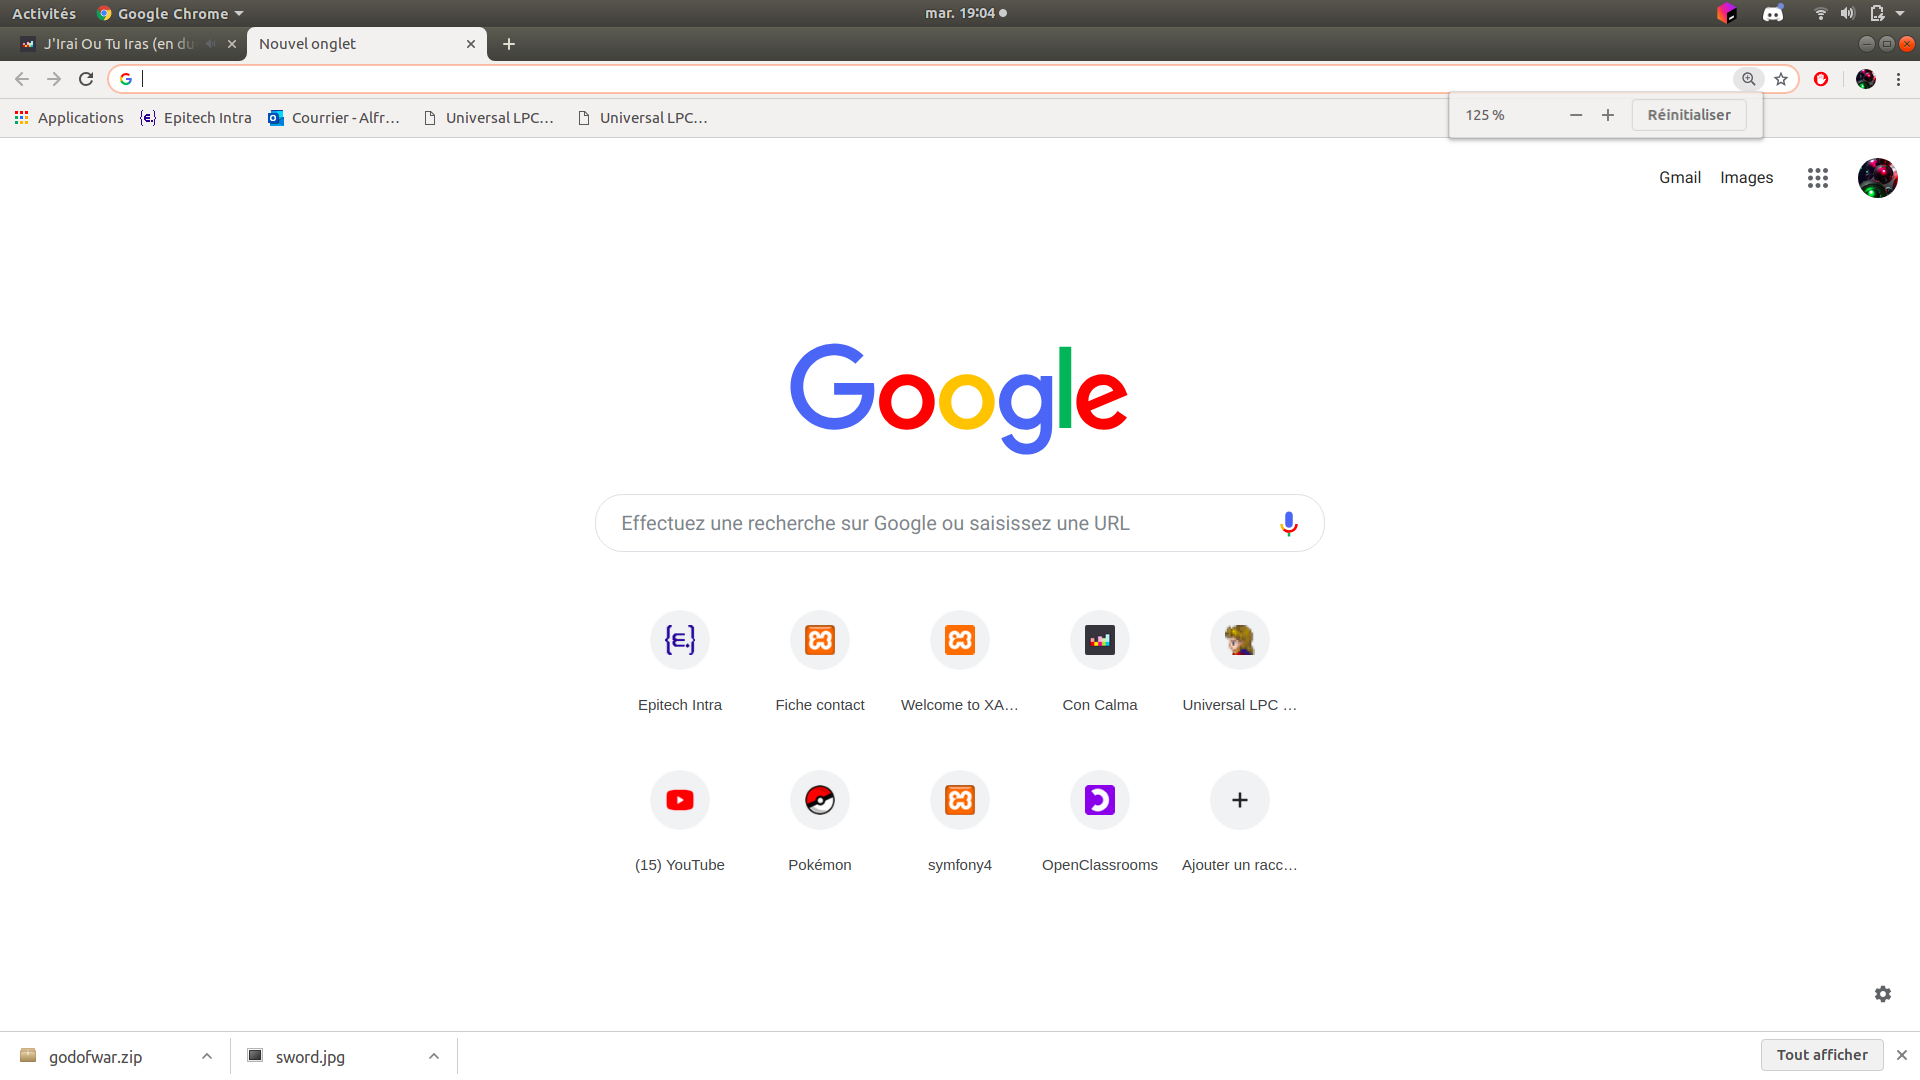 Activités
Google Chrome
mar. 19:04
J'Irai Ou Tu Iras (en du
Nouvel onglet
Applications
Epitech Intra
Courrier - Alfr…
Universal LPC…
Universal LPC…
125 %
Réinitialiser
Gmail
Images
Google
Effectuez une recherche sur Google ou saisissez une URL
Epitech Intra
Fiche contact
Welcome to XA…
Con Calma
Universal LPC …
(15) YouTube
Pokémon
symfony4
OpenClassrooms
Ajouter un racc…
godofwar.zip
sword.jpg
Tout afficher